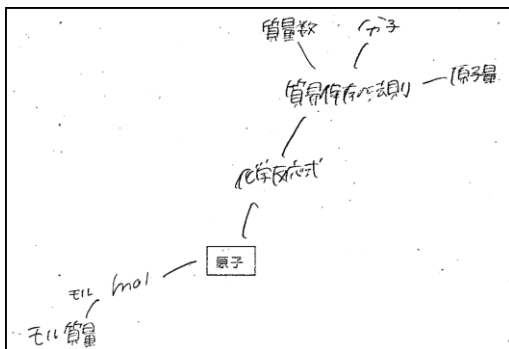 質量数
分子
質量保存の法則
原子量
化学反応式
原子
モル
mol
モル質量